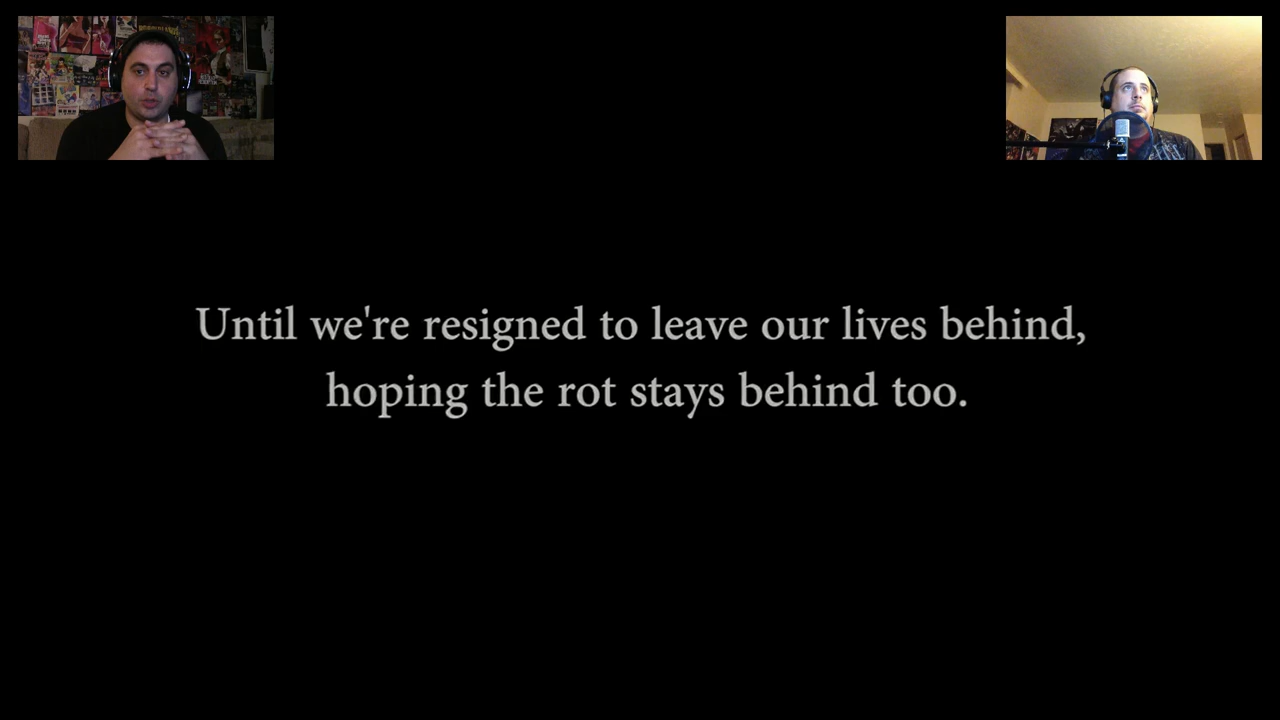 Until we're resigned to leave our lives behind,
hoping the rot stays behind too.